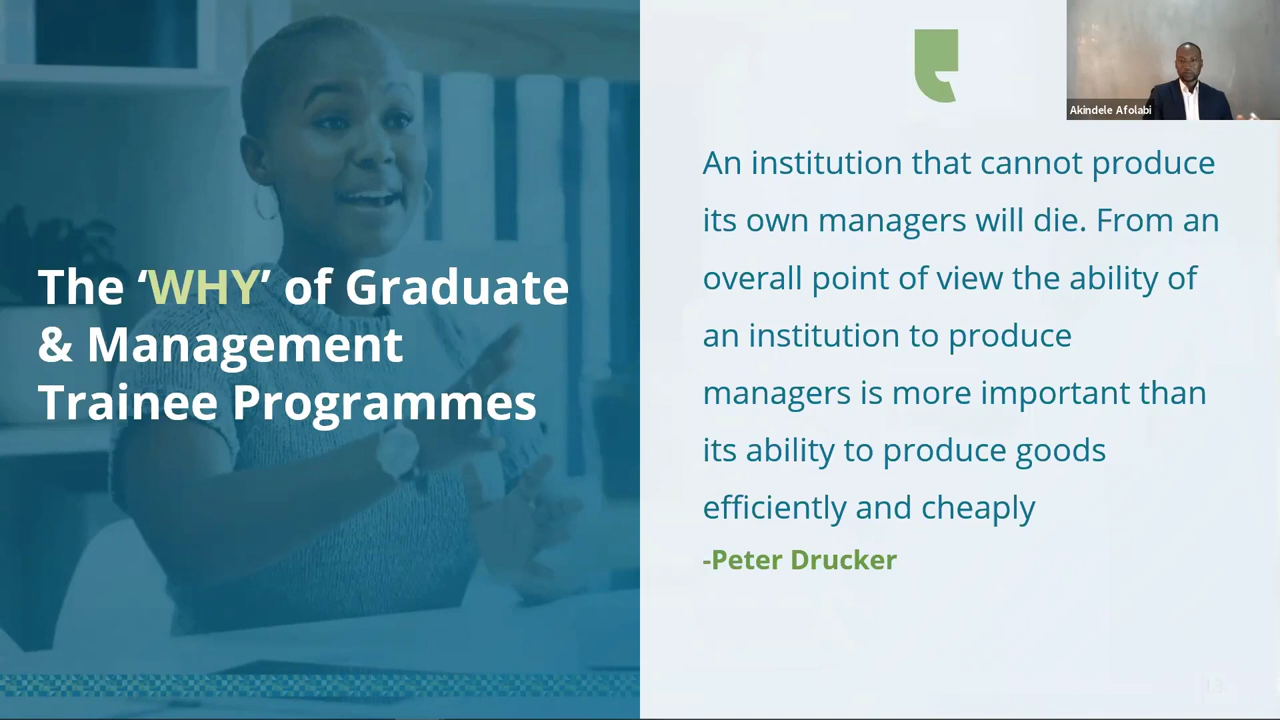 The ‘WHY’ of Graduate
& Management
Trainee Programmes
Akindele Afolabi
An institution that cannot produce
its own managers will die. From an
overall point of view the ability of
an institution to produce
managers is more important than
its ability to produce goods
efficiently and cheaply
-Peter Drucker
13